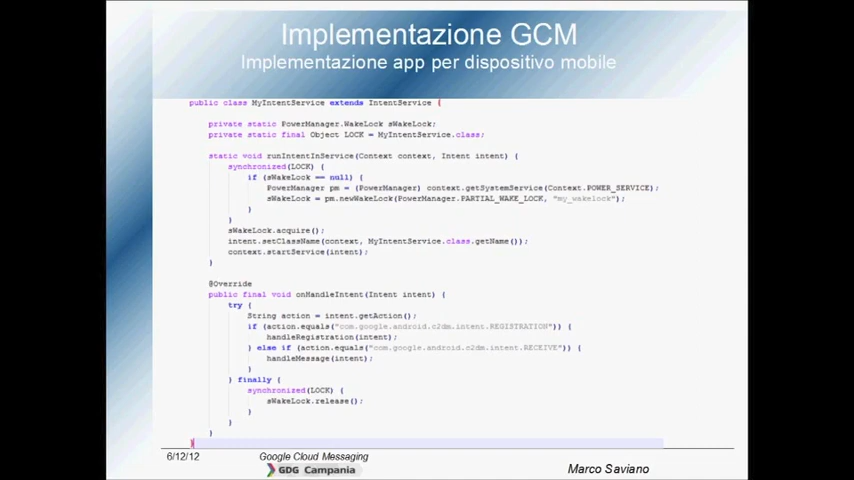 Implementazione GCM
Implementazione app per dispositivo mobile
public class MyIntentService extends IntentService {
private static PowerManager.WakeLock sWakeLock;
private static final Object LOCK = MyIntentService.class;
static void runIntentInService(Context context, Intent intent) {
synchronized(LOCK) {
if (sWakeLock == null) {
PowerManager pm = (PowerManager) context.getSystemService(Context.POWER_SERVICE);
sWakeLock = pm.newWakeLock(PowerManager.PARTIAL_WAKE_LOCK, "my_wakelock");
}
}
sWakeLock.acquire();
intent.setClassName(context, MyIntentService.class.getName());
context.startService(intent);
}
@Override
public final void onHandleIntent(Intent intent) {
try {
String action = intent.getAction();
if (action.equals("com.google.android.c2dm.intent.REGISTRATION")) {
handleRegistration(intent);
} else if (action.equals("com.google.android.c2dm.intent.RECEIVE")) {
handleMessage(intent);
}
} finally {
synchronized(LOCK) {
sWakeLock.release();
}
}
}
}
6/12/12
Google Cloud Messaging
GDG Campania
Marco Saviano